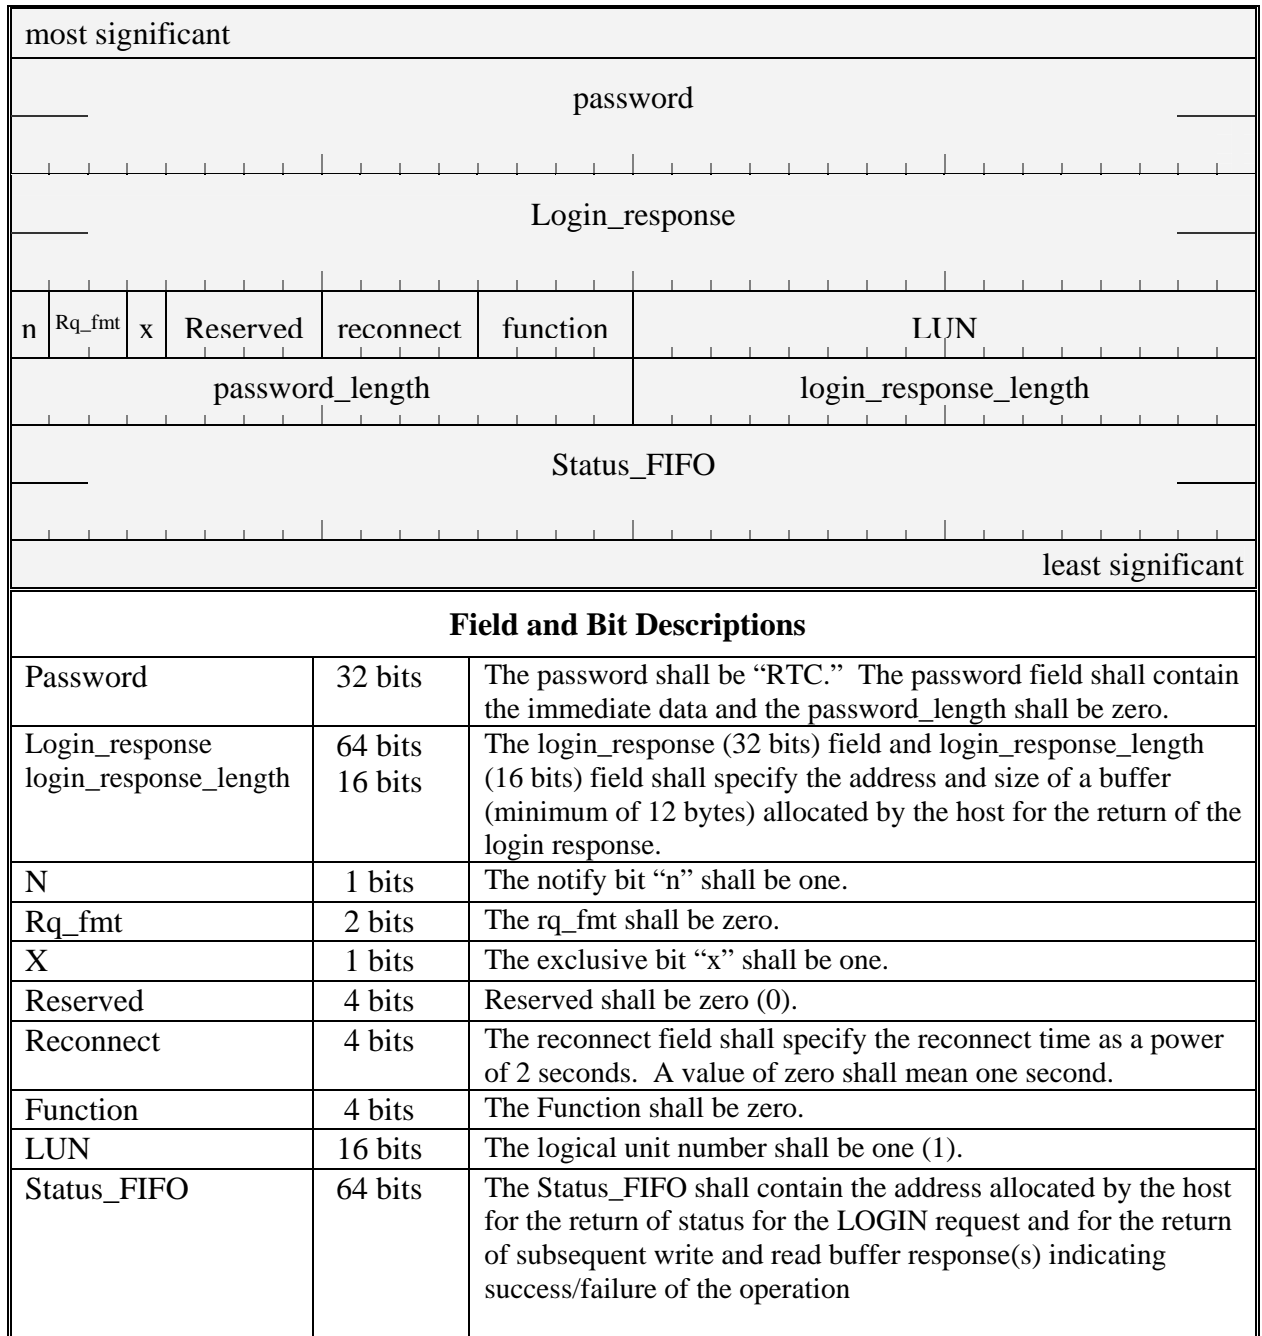 most significant
password
Login_response
n Rq_fmt x Reserved reconnect function LUN
password_length login_response_length
Status_FIFO
least significant
Field and Bit Descriptions
Password 32 bits The password shall be “RTC.” The password field shall contain
the immediate data and the password_length shall be zero.
Login_response 64 bits The login_response (32 bits) field and login_response_length
login_response_length 16 bits (16 bits) field shall specify the address and size of a buffer
(minimum of 12 bytes) allocated by the host for the return of the
login response.
N 1 bits The notify bit “n” shall be one.
Rq_fmt 2 bits The rq_fmt shall be zero.
X 1 bits The exclusive bit “x” shall be one.
Reserved 4 bits Reserved shall be zero (0).
Reconnect 4 bits The reconnect field shall specify the reconnect time as a power
of 2 seconds. A value of zero shall mean one second.
Function 4 bits The Function shall be zero.
LUN 16 bits The logical unit number shall be one (1).
Status_FIFO 64 bits The Status_FIFO shall contain the address allocated by the host
for the return of status for the LOGIN request and for the return
of subsequent write and read buffer response(s) indicating
success/failure of the operation